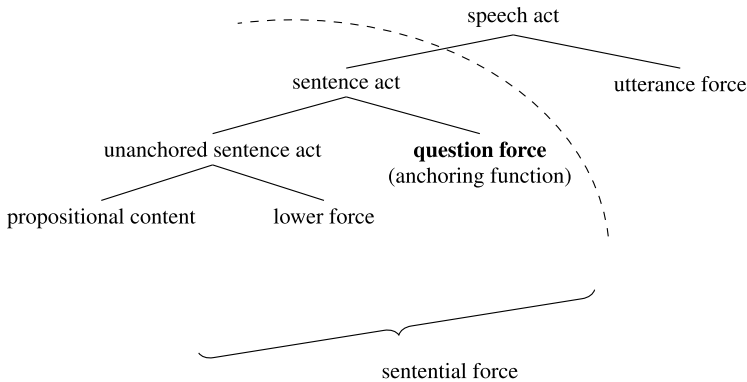 speech act
sentence act
utterance force
unanchored sentence act
question force
(anchoring function)
propositional content
lower force
sentential force